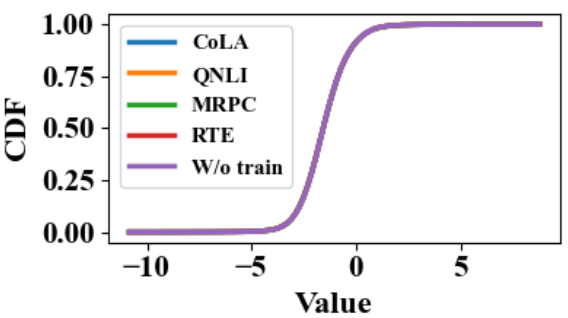 1.00
0.75
0.50
0.25
0.00
CDF
CoLA
QNLI
MRPC
RTE
W/o train
−10 −5 0 5
Value